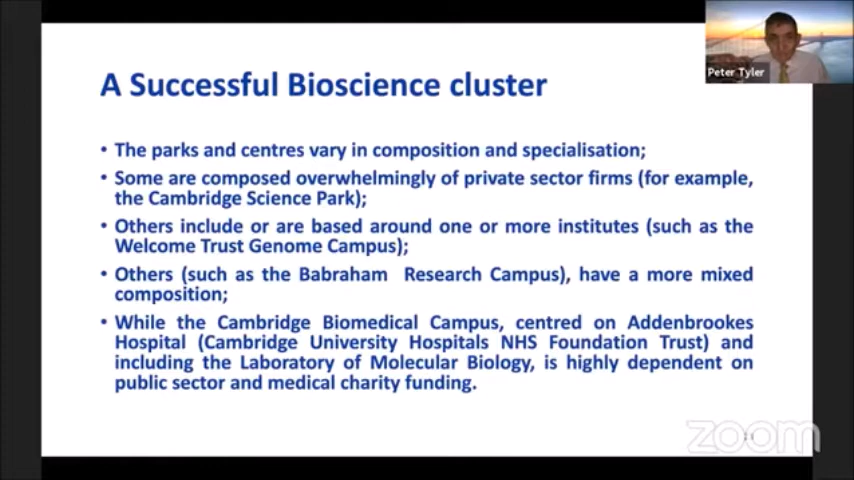 Peter Tyler
A Successful Bioscience cluster
• The parks and centres vary in composition and specialisation;
• Some are composed overwhelmingly of private sector firms (for example,
the Cambridge Science Park);
• Others include or are based around one or more institutes (such as the
Welcome Trust Genome Campus);
• Others (such as the Babraham Research Campus), have a more mixed
composition;
• While the Cambridge Biomedical Campus, centred on Addenbrookes
Hospital (Cambridge University Hospitals NHS Foundation Trust) and
including the Laboratory of Molecular Biology, is highly dependent on
public sector and medical charity funding.
zoom